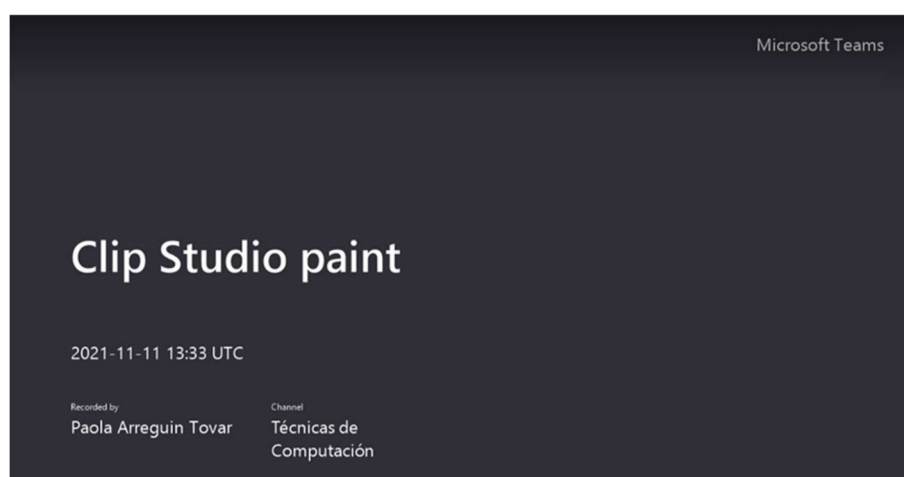 Microsoft Teams
Clip Studio paint
2021-11-11 13:33 UTC
Recorded by
Paola Arreguin Tovar
Channel
Técnicas de
Computación